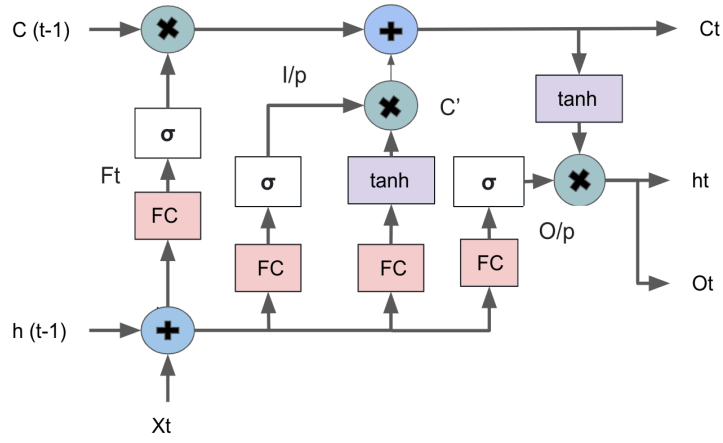 C (t-1)
Ct
I/p
C’
tanh
σ
Ft
σ
tanh
σ
ht
FC
O/p
FC
FC
FC
Ot
h (t-1)
Xt